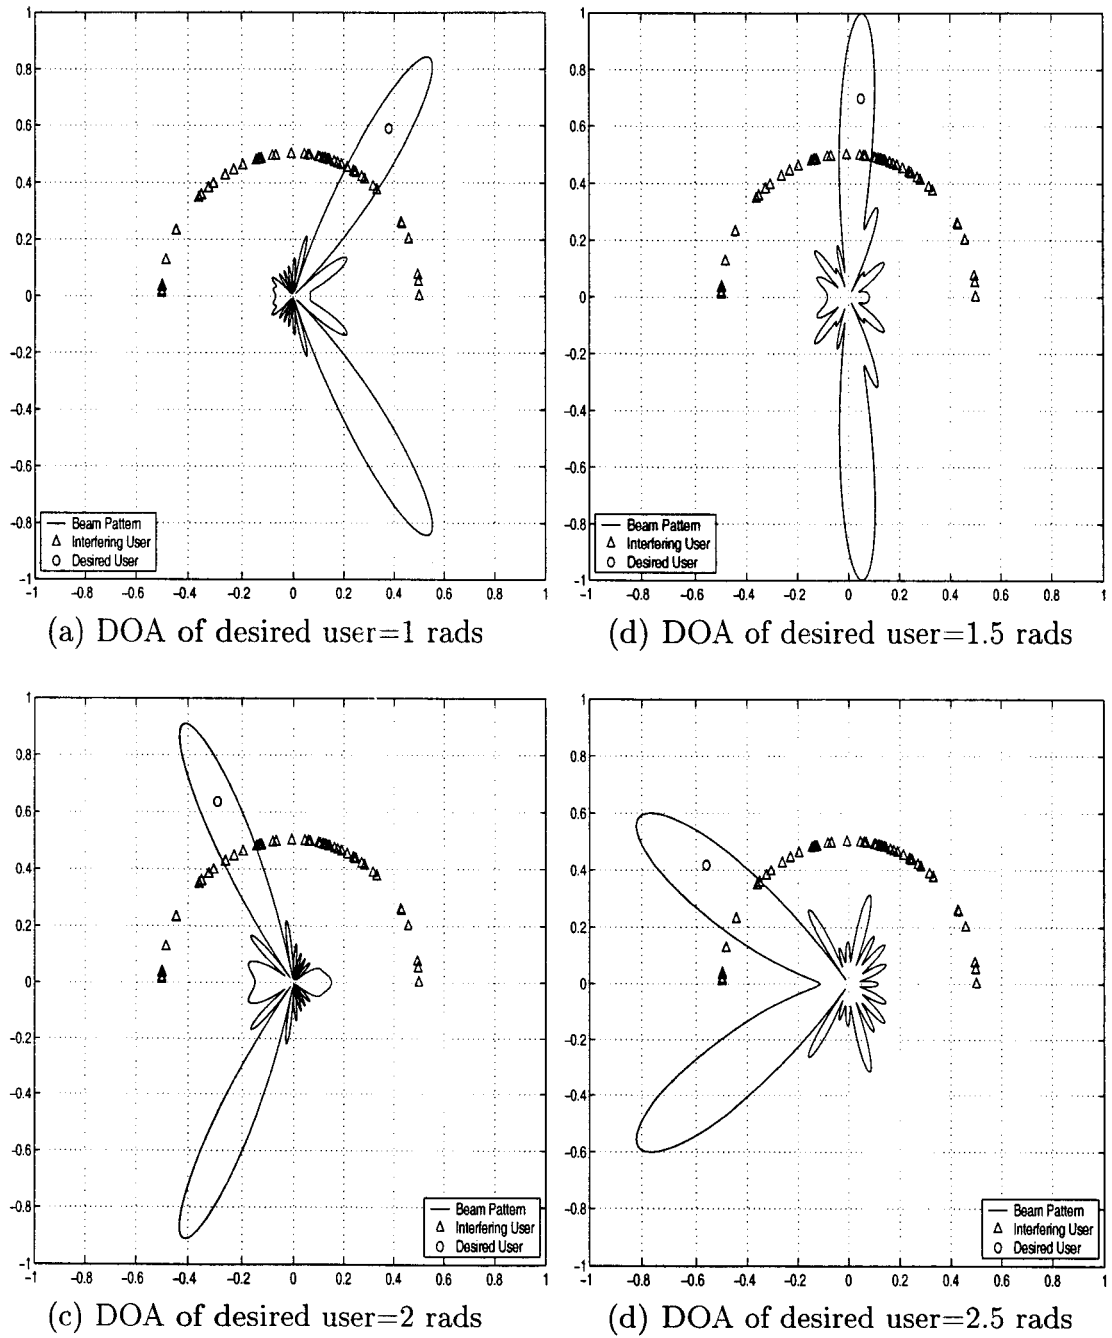 1
0.8
0.6
0.4
0.2
0
-0.2
-0.4
-0.6
-0.8
-1
Beam Pattern
Interfering User
Desired User
-1 -0.8 -0.6 -0.4 -0.2 0 0.2 0.4 0.6 0.8 1
(a) DOA of desired user=1 rads
1
0.8
0.6
0.4
0.2
0
-0.2
-0.4
-0.6
-0.8
-1
Beam Pattern
Interfering User
Desired User
-1 -0.8 -0.6 -0.4 -0.2 0 0.2 0.4 0.6 0.8 1
(d) DOA of desired user=1.5 rads
1
0.8
0.6
0.4
0.2
0
-0.2
-0.4
-0.6
-0.8
-1
Beam Pattern
Interfering User
Desired User
-1 -0.8 -0.6 -0.4 -0.2 0 0.2 0.4 0.6 0.8 1
(c) DOA of desired user=2 rads
1
0.8
0.6
0.4
0.2
0
-0.2
-0.4
-0.6
-0.8
-1
Beam Pattern
Interfering User
Desired User
-1 -0.8 -0.6 -0.4 -0.2 0 0.2 0.4 0.6 0.8 1
(d) DOA of desired user=2.5 rads